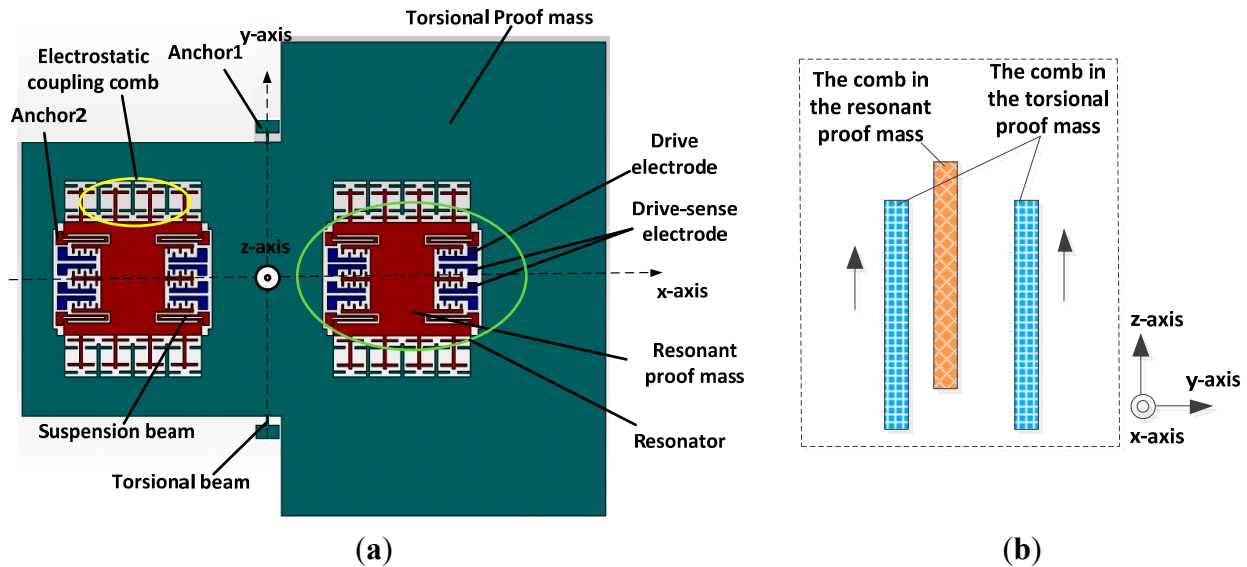 y-axis
Torsional Proof mass
Anchor1
Electrostatic
coupling comb
Anchor2
Drive
electrode
Drive-sense
electrode
z-axis
x-axis
Resonant
proof mass
Suspension beam
Resonator
Torsional beam
(a)
The comb in
the resonant
proof mass
The comb in
the torsional
proof mass
z-axis
y-axis
x-axis
(b)